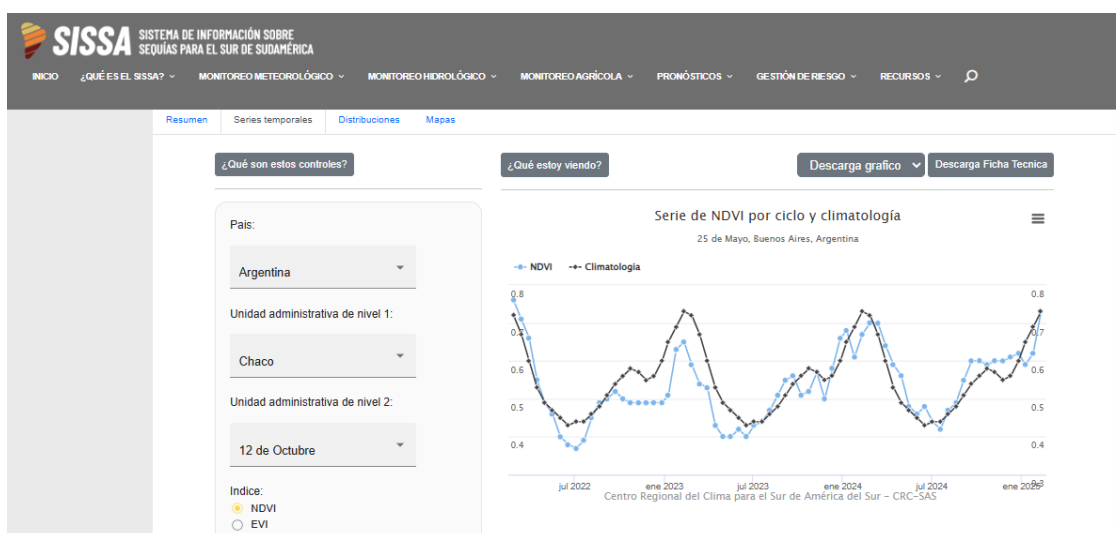 SISSA
SISTEMA DE INFORMACIÓN SOBRE
SEQUÍAS PARA EL SUR DE SUDAMÉRICA
INICIO ¿QUÉ ES EL SISSA? MONITOREO METEOROLÓGICO MONITOREO HIDROLÓGICO MONITOREO AGRÍCOLA PRONÓSTICOS GESTIÓN DE RIESGO RECURSOS
Resumen Series temporales Distribuciones Mapas
¿Qué son estos controles?
¿Qué estoy viendo? Descarga grafico Descarga Ficha Tecnica
Pais:
Argentina
Unidad administrativa de nivel 1:
Chaco
Unidad administrativa de nivel 2:
12 de Octubre
Indice:
NDVI
EVI
Serie de NDVI por ciclo y climatología
25 de Mayo, Buenos Aires, Argentina
NDVI Climatología
0.8 0.8
0.7 0.7
0.6 0.6
0.5 0.5
0.4 0.4
0.3
jul 2022 ene 2023 jul 2023 ene 2024 jul 2024 ene 2025
Centro Regional del Clima para el Sur de América del Sur – CRC-SAS